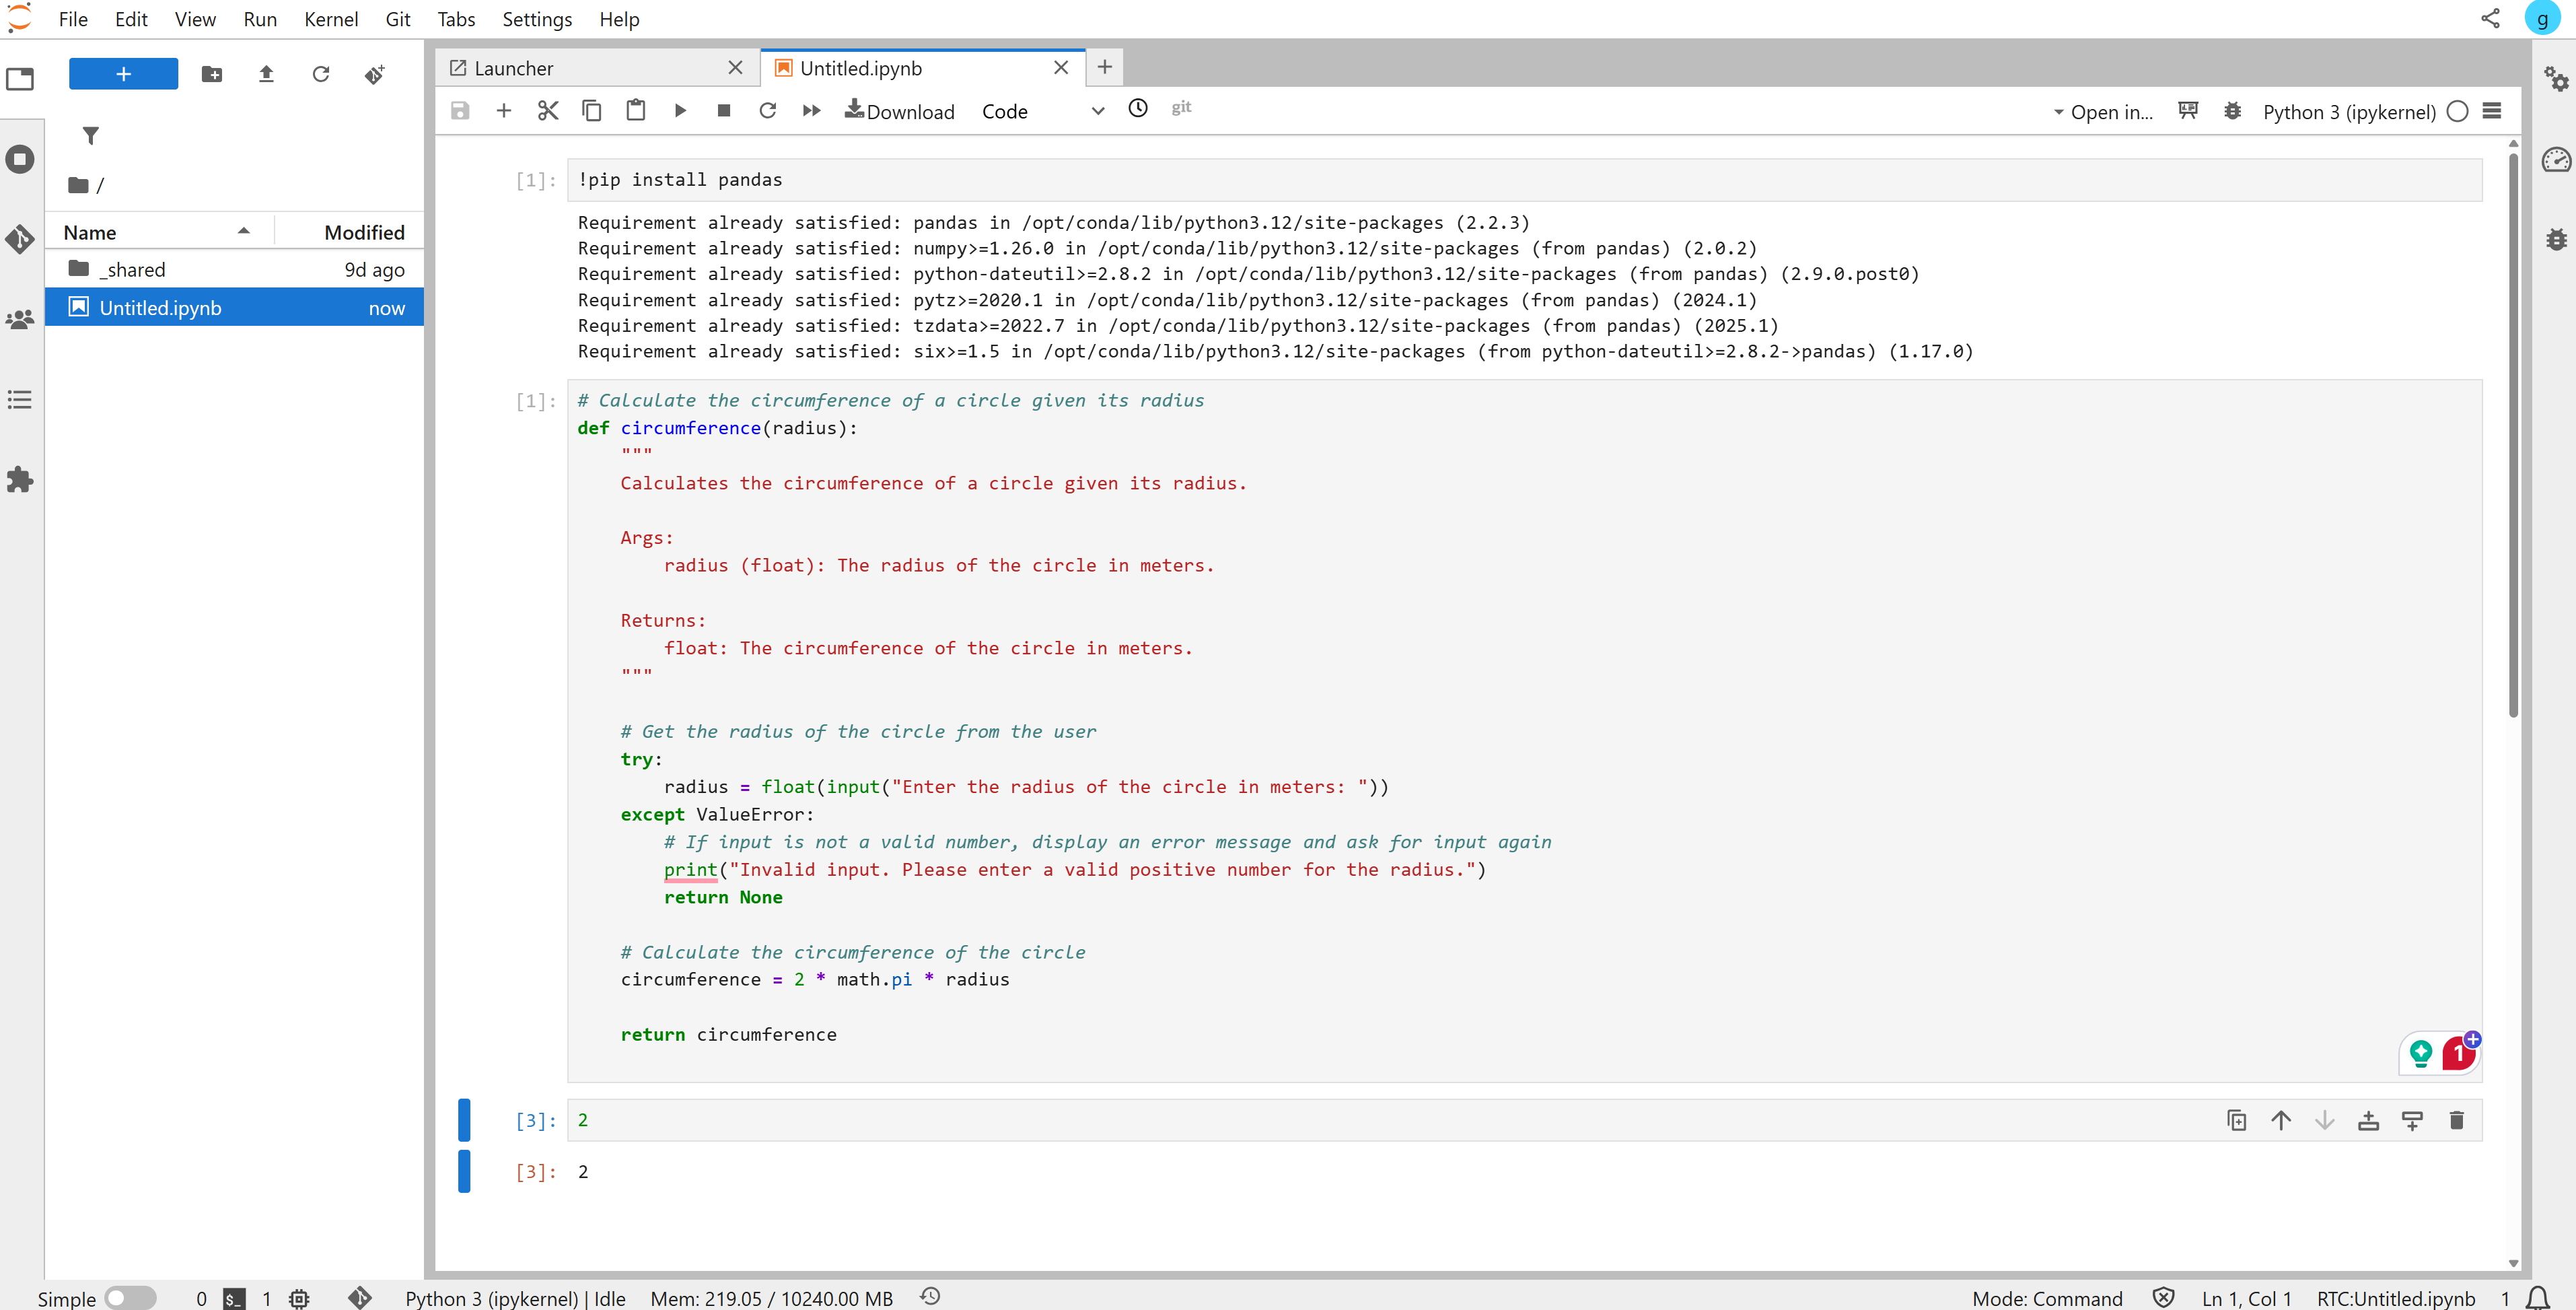 File Edit View Run Kernel Git Tabs Settings Help
g
Launcher
Untitled.ipynb
Download Code git Open in... Python 3 (ipykernel)
/
Name Modified
_shared 9d ago
Untitled.ipynb now
[1]: !pip install pandas
Requirement already satisfied: pandas in /opt/conda/lib/python3.12/site-packages (2.2.3)
Requirement already satisfied: numpy>=1.26.0 in /opt/conda/lib/python3.12/site-packages (from pandas) (2.0.2)
Requirement already satisfied: python-dateutil>=2.8.2 in /opt/conda/lib/python3.12/site-packages (from pandas) (2.9.0.post0)
Requirement already satisfied: pytz>=2020.1 in /opt/conda/lib/python3.12/site-packages (from pandas) (2024.1)
Requirement already satisfied: tzdata>=2022.7 in /opt/conda/lib/python3.12/site-packages (from pandas) (2025.1)
Requirement already satisfied: six>=1.5 in /opt/conda/lib/python3.12/site-packages (from python-dateutil>=2.8.2->pandas) (1.17.0)
[1]: # Calculate the circumference of a circle given its radius
def circumference(radius):
    """
    Calculates the circumference of a circle given its radius.
    Args:
        radius (float): The radius of the circle in meters.
    Returns:
        float: The circumference of the circle in meters.
    """
    # Get the radius of the circle from the user
    try:
        radius = float(input("Enter the radius of the circle in meters: "))
    except ValueError:
        # If input is not a valid number, display an error message and ask for input again
        print("Invalid input. Please enter a valid positive number for the radius.")
        return None
    # Calculate the circumference of the circle
    circumference = 2 * math.pi * radius
    return circumference
1
[3]: 2
[3]: 2
Simple 0 $_ 1 Python 3 (ipykernel) | Idle Mem: 219.05 / 10240.00 MB Mode: Command Ln 1, Col 1 RTC:Untitled.ipynb 1